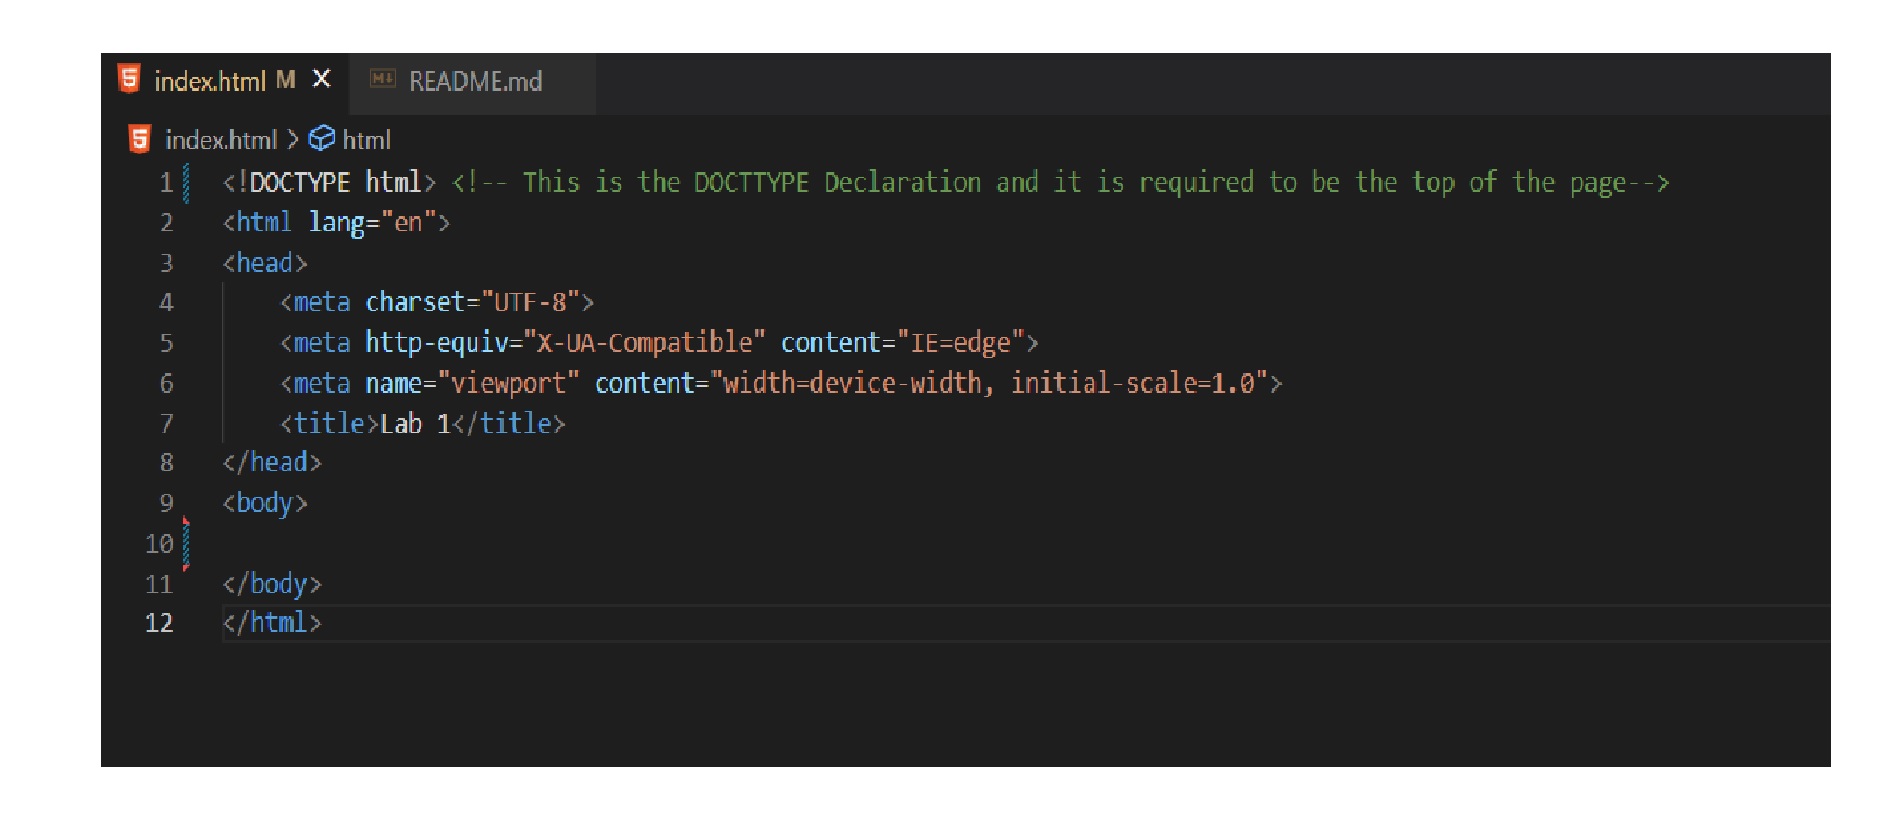 index.html M X README.md
index.html > html
1 <!DOCTYPE html> <!-- This is the DOCTTYPE Declaration and it is required to be the top of the page-->
2 <html lang="en">
3 <head>
4 <meta charset="UTF-8">
5 <meta http-equiv="X-UA-Compatible" content="IE=edge">
6 <meta name="viewport" content="width=device-width, initial-scale=1.0">
7 <title>Lab 1</title>
8 </head>
9 <body>
10
11 </body>
12 </html>